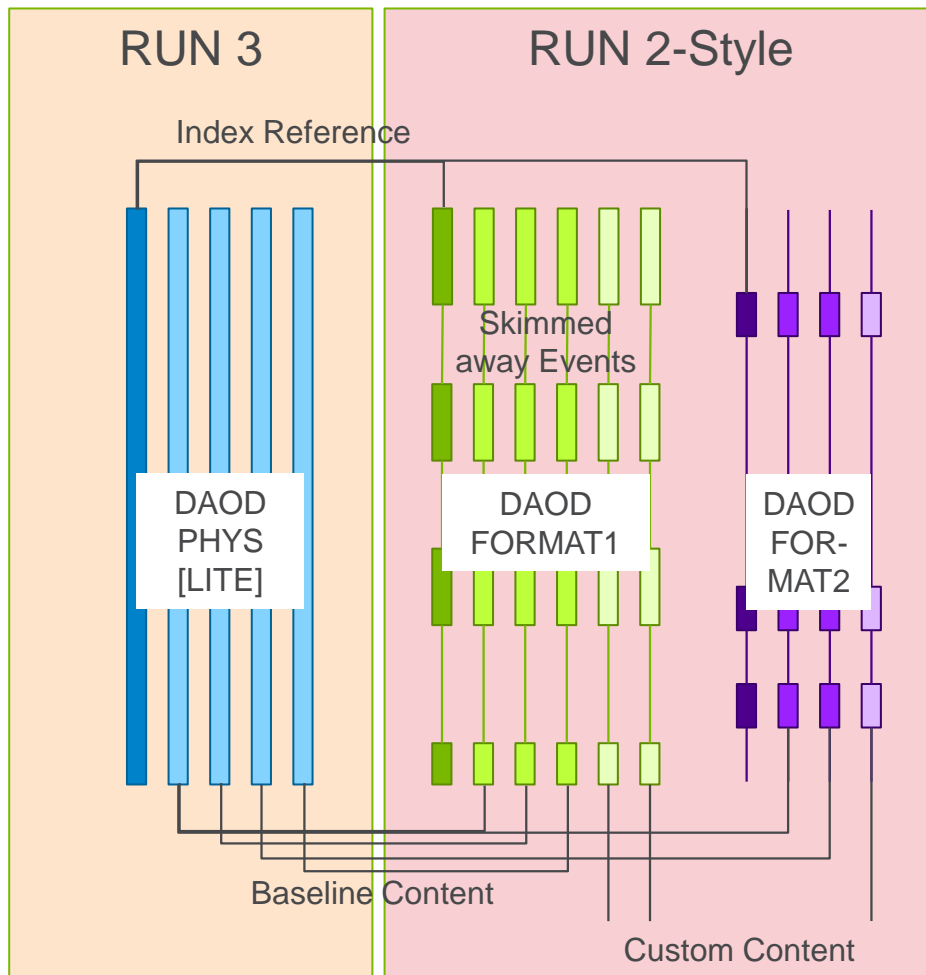 RUN 3
RUN 2-Style
Index Reference
Skimmed
away Events
DAOD
PHYS
[LITE]
DAOD
FORMAT1
DAOD
FOR-
MAT2
Baseline Content
Custom Content